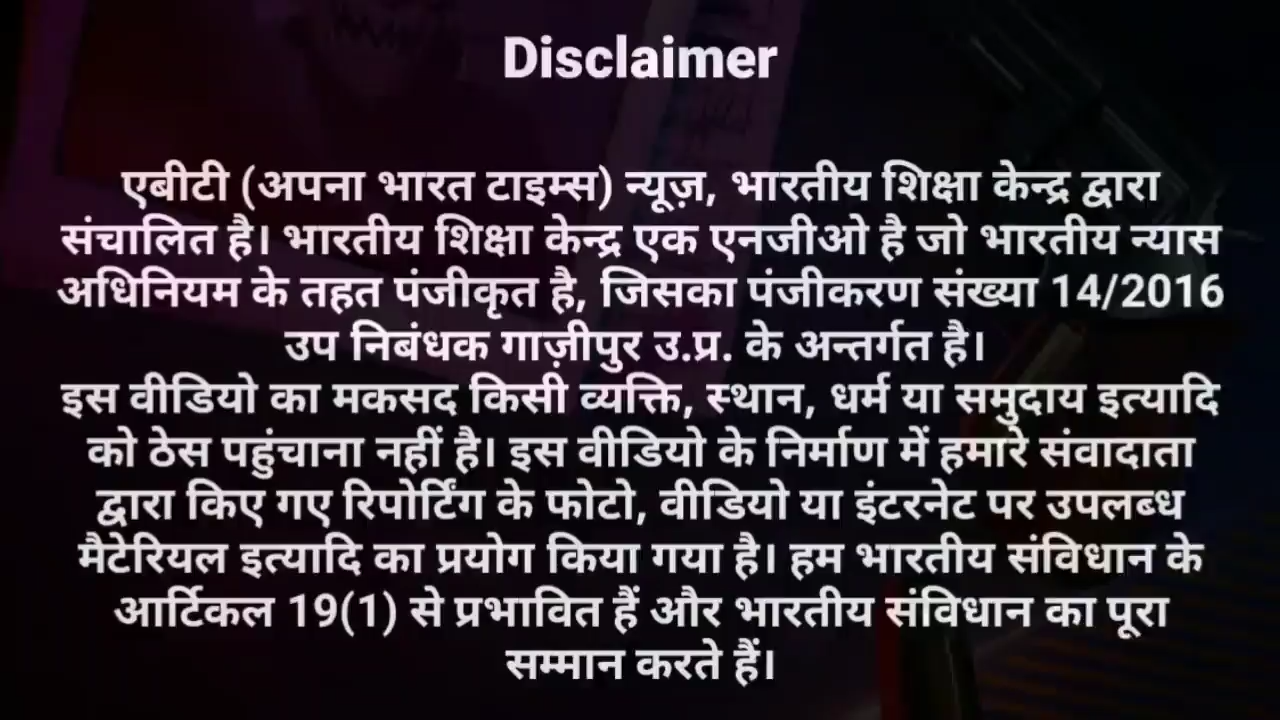 Disclaimer
एबीटी (अपना भारत टाइम्स) न्यूज़, भारतीय शिक्षा केन्द्र द्वारा
संचालित है। भारतीय शिक्षा केन्द्र एक एनजीओ है जो भारतीय न्यास
अधिनियम के तहत पंजीकृत है, जिसका पंजीकरण संख्या 14/2016
उप निबंधक गाज़ीपुर उ.प्र. के अन्तर्गत है।
इस वीडियो का मकसद किसी व्यक्ति, स्थान, धर्म या समुदाय इत्यादि
को ठेस पहुंचाना नहीं है। इस वीडियो के निर्माण में हमारे संवादाता
द्वारा किए गए रिपोर्टिंग के फोटो, वीडियो या इंटरनेट पर उपलब्ध
मैटेरियल इत्यादि का प्रयोग किया गया है। हम भारतीय संविधान के
आर्टिकल 19(1) से प्रभावित हैं और भारतीय संविधान का पूरा
सम्मान करते हैं।